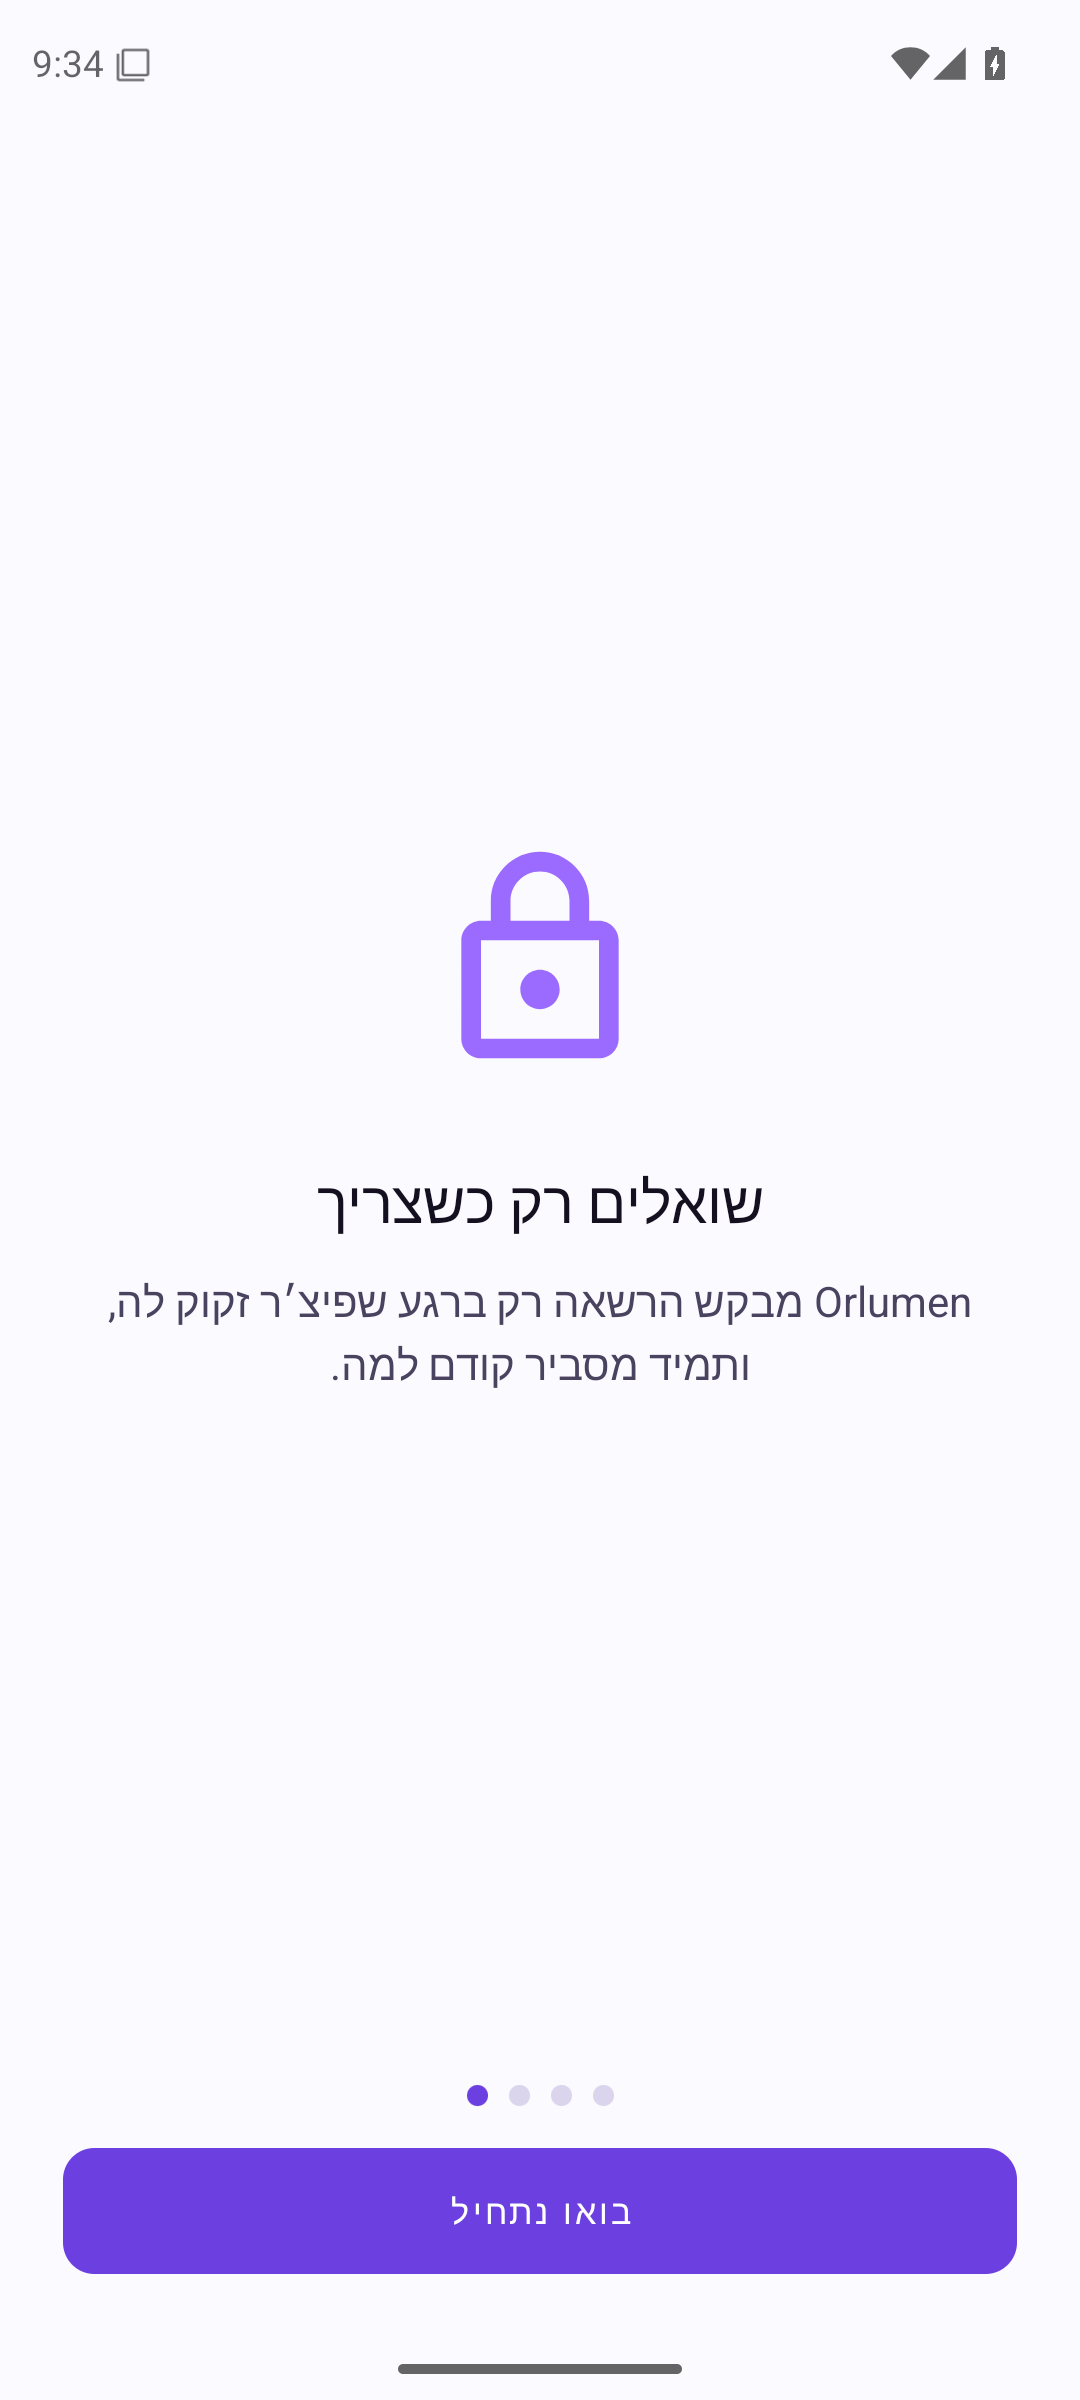 9:34
שואלים רק כשצריך
Orlumen מבקש הרשאה רק ברגע שפיצ׳ר זקוק לה,
ותמיד מסביר קודם למה.
בואו נתחיל